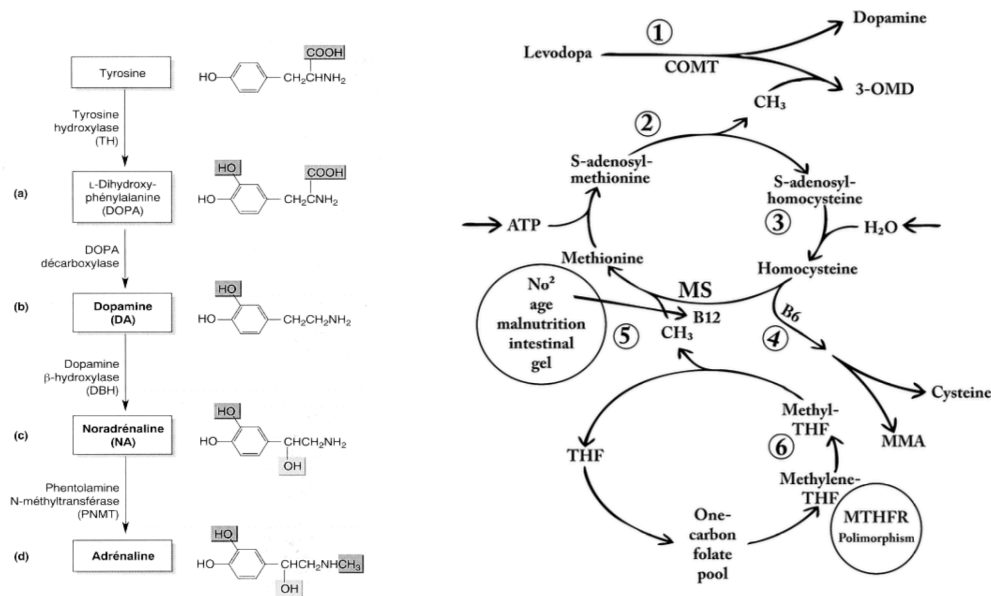 Tyrosine
HO
COOH
CH₂CNH₂
Tyrosine
hydroxylase
(TH)
(a)
L-Dihydroxy-
phénylalanine
(DOPA)
HO
HO
COOH
CH₂CNH₂
DOPA
décarboxylase
(b)
Dopamine
(DA)
HO
HO
CH₂CH₂NH₂
Dopamine
β-hydroxylase
(DBH)
(c)
Noradrénaline
(NA)
HO
HO
CHCH₂NH₂
OH
Phentolamine
N-méthyltransférase
(PNMT)
(d)
Adrénaline
HO
HO
CHCH₂NHCH₃
OH
1
Levodopa
COMT
Dopamine
3-OMD
CH₃
2
S-adenosyl-
methionine
S-adenosyl-
homocysteine
3
ATP
H₂O
Methionine
Homocysteine
MS
B12
CH₃
B6
4
5
No²
age
malnutrition
intestinal
gel
Cysteine
MMA
Methyl-
THF
6
THF
Methylene-
THF
MTHFR
Polimorphism
One-
carbon
folate
pool